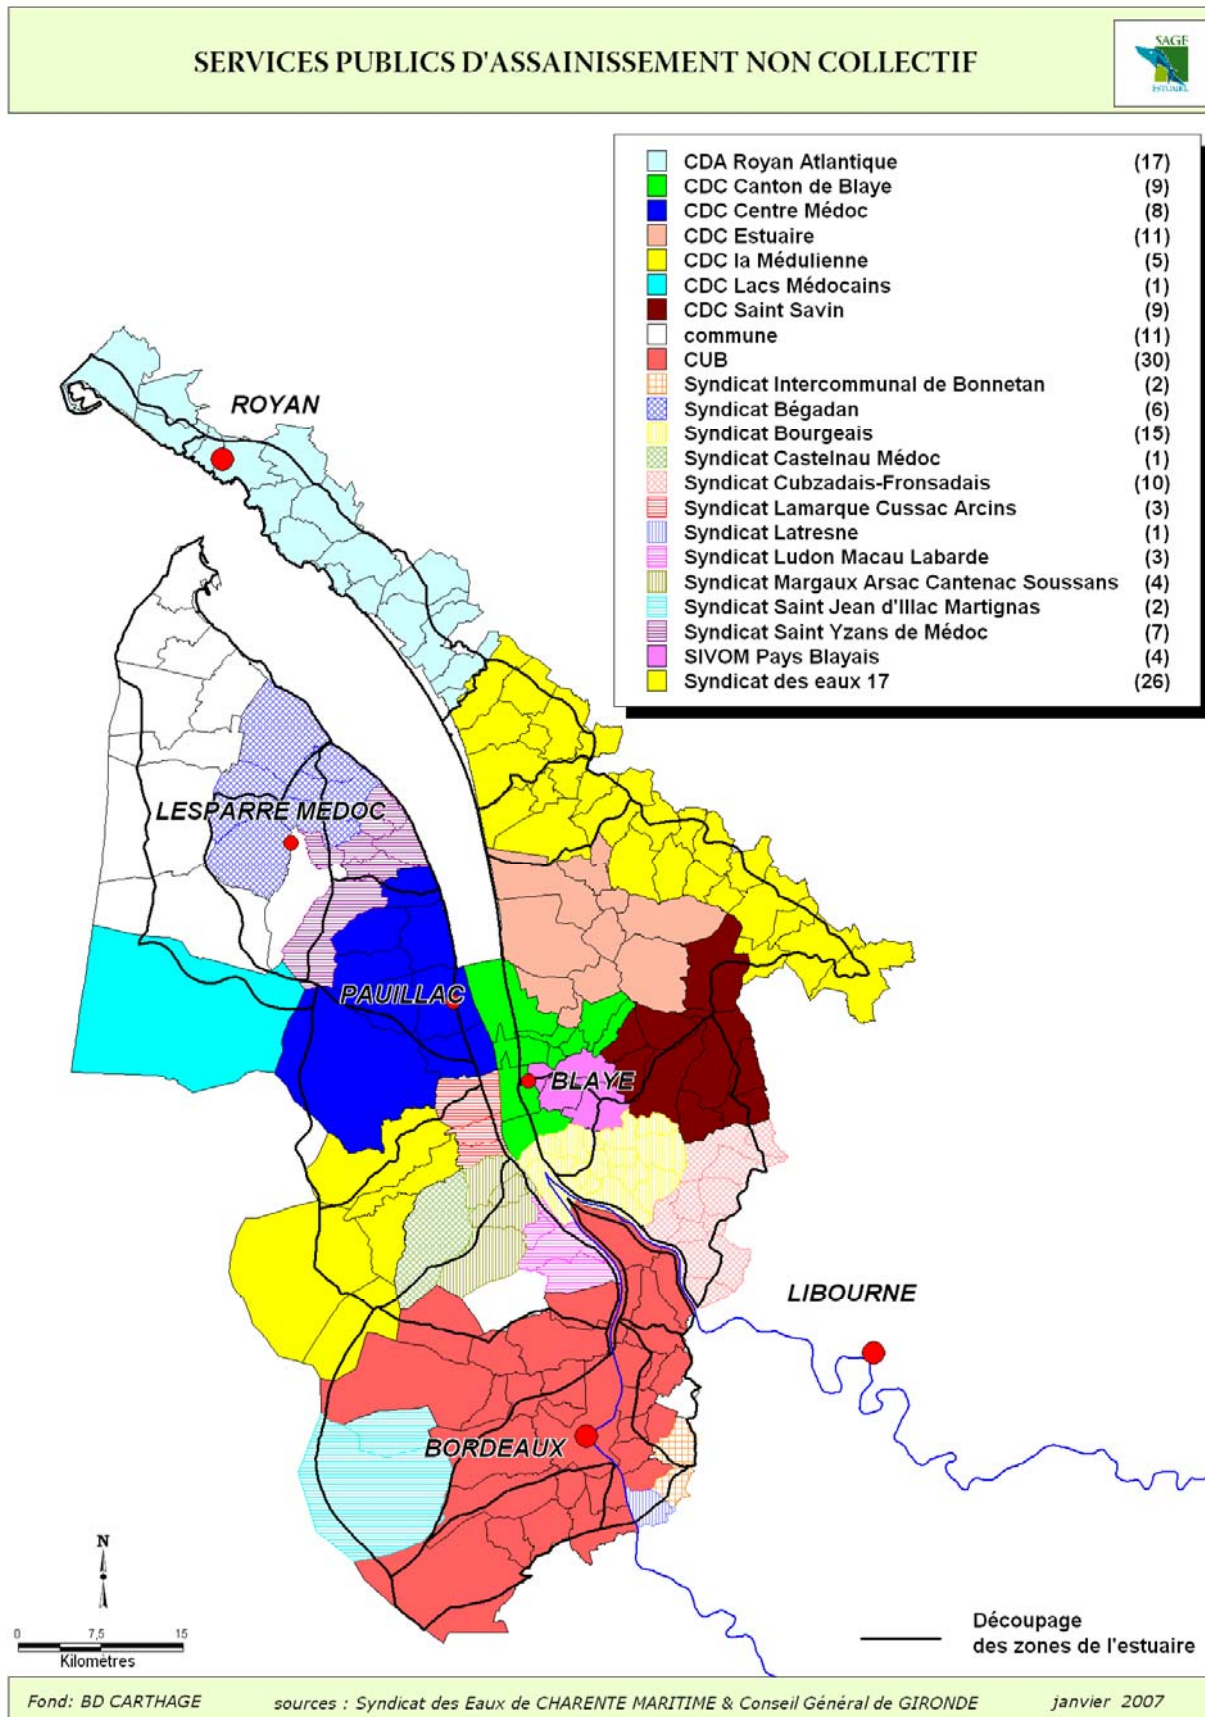 SERVICES PUBLICS D'ASSAINISSEMENT NON COLLECTIF
SAGE
ESTUAIRE
CDA Royan Atlantique (17)
CDC Canton de Blaye (9)
CDC Centre Médoc (8)
CDC Estuaire (11)
CDC la Médulienne (5)
CDC Lacs Médocains (1)
CDC Saint Savin (9)
commune (11)
CUB (30)
Syndicat Intercommunal de Bonnetan (2)
Syndicat Bégadan (6)
Syndicat Bourgeais (15)
Syndicat Castelnau Médoc (1)
Syndicat Cubzadais-Fronsadais (10)
Syndicat Lamarque Cussac Arcins (3)
Syndicat Latresne (1)
Syndicat Ludon Macau Labarde (3)
Syndicat Margaux Arsac Cantenac Soussans (4)
Syndicat Saint Jean d'Illac Martignas (2)
Syndicat Saint Yzans de Médoc (7)
SIVOM Pays Blayais (4)
Syndicat des eaux 17 (26)
ROYAN
LESPARRE MEDOC
PAUILLAC
BLAYE
LIBOURNE
BORDEAUX
N
0 7,5 15
Kilomètres
Découpage
des zones de l'estuaire
Fond: BD CARTHAGE sources : Syndicat des Eaux de CHARENTE MARITIME & Conseil Général de GIRONDE janvier 2007